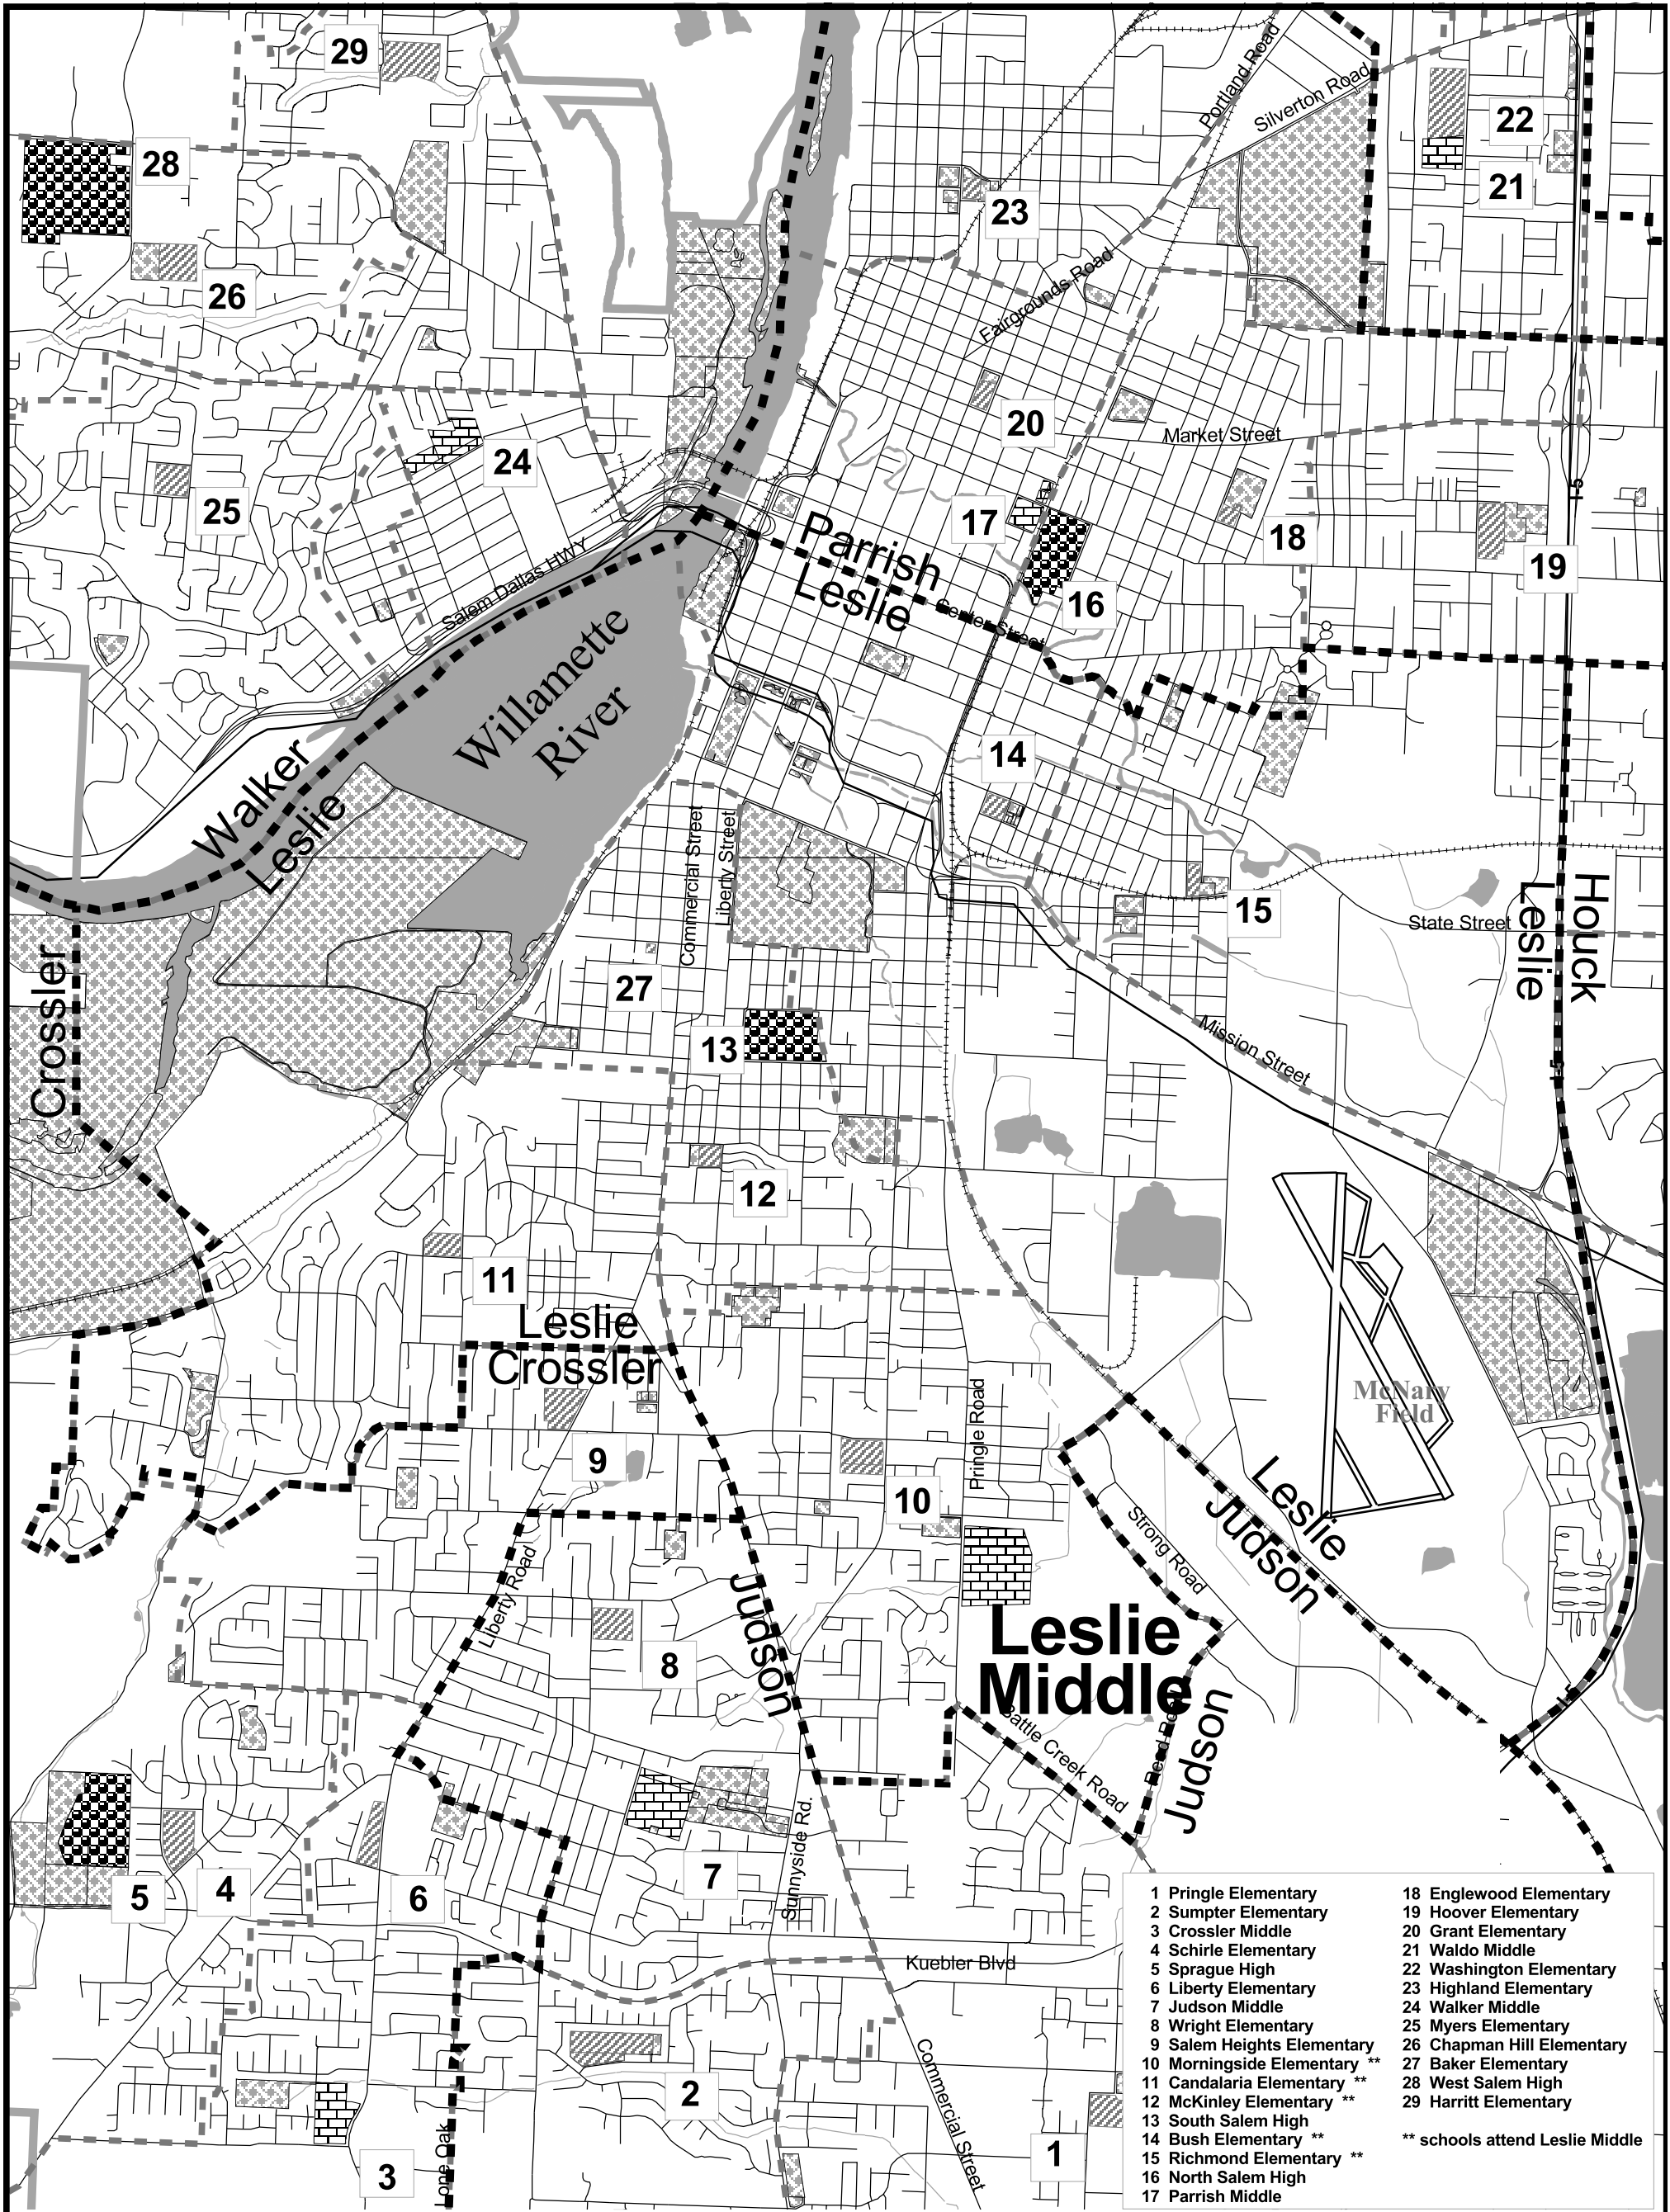 29
Portland Road
Silverton Road
28
22
21
23
26
Fairgrounds Road
20
Market Street
24
25
I-5
17
18
19
Parrish
Leslie
Center Street
16
Salem Dallas HWY
Willamette
River
14
Walker
Leslie
Commercial Street
Liberty Street
15
State Street
Houck
Leslie
Crossler
27
13
Mission Street
I-5
12
11
Leslie
Crossler
McNary
Field
9
Pringle Road
10
Leslie
Judson
Strong Road
Liberty Road
Judson
8
Leslie
Middle
Battle Creek Road
Reed Road
Judson
I-5
5
4
6
7
Sunnyside Rd.
Kuebler Blvd
2
Commercial Street
1
3
Lone Oak
1 Pringle Elementary
2 Sumpter Elementary
3 Crossler Middle
4 Schirle Elementary
5 Sprague High
6 Liberty Elementary
7 Judson Middle
8 Wright Elementary
9 Salem Heights Elementary
10 Morningside Elementary **
11 Candalaria Elementary **
12 McKinley Elementary **
13 South Salem High
14 Bush Elementary **
15 Richmond Elementary **
16 North Salem High
17 Parrish Middle
18 Englewood Elementary
19 Hoover Elementary
20 Grant Elementary
21 Waldo Middle
22 Washington Elementary
23 Highland Elementary
24 Walker Middle
25 Myers Elementary
26 Chapman Hill Elementary
27 Baker Elementary
28 West Salem High
29 Harritt Elementary
** schools attend Leslie Middle